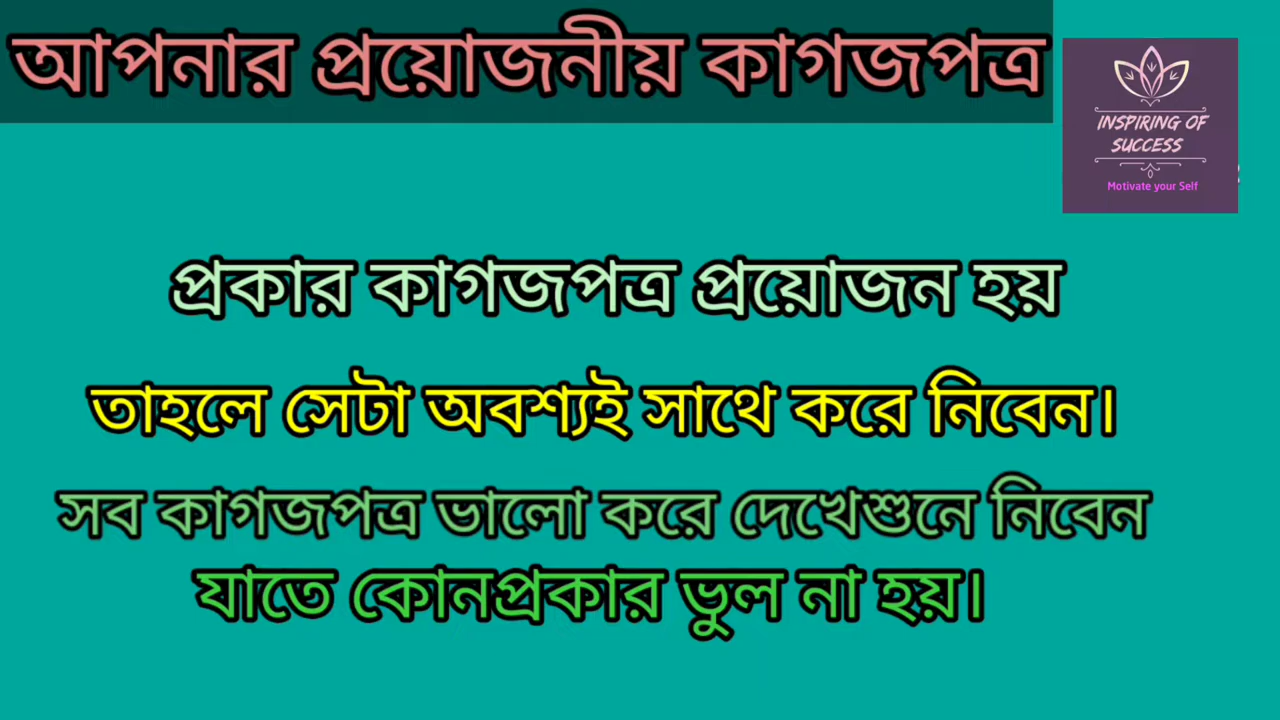 আপনার প্রয়োজনীয় কাগজপত্র
INSPIRING OF
SUCCESS
Motivate your Self
প্রকার কাগজপত্র প্রয়োজন হয়
তাহলে সেটা অবশ্যই সাথে করে নিবেন।
সব কাগজপত্র ভালো করে দেখেশুনে নিবেন
যাতে কোনপ্রকার ভুল না হয়।